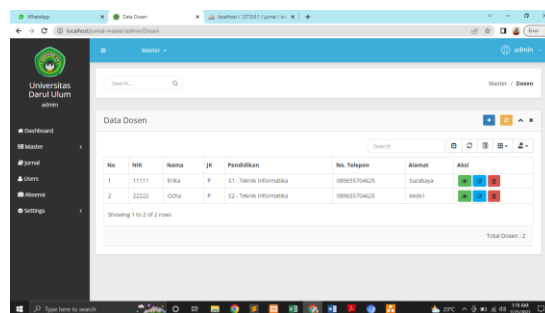 WhatsApp
Data Dosen
localhost / 127.0.0.1 / jurnal / do
localhost/jurnal-master/admin/Dosen
Error
Master
admin
Universitas
Darul Ulum
admin
Search...
Master / Dosen
Dashboard
Master
Jurnal
Users
Absensi
Settings
Data Dosen
Search
No NIK Nama JK Pendidikan No. Telepon Alamat Aksi
1 11111 Erika P S1 - Teknik Informatika 089655704625 Surabaya
2 22222 Ocha P S2 - Teknik Informatika 089655704625 Kediri
Showing 1 to 2 of 2 rows
Total Dosen : 2
Type here to search
25°C